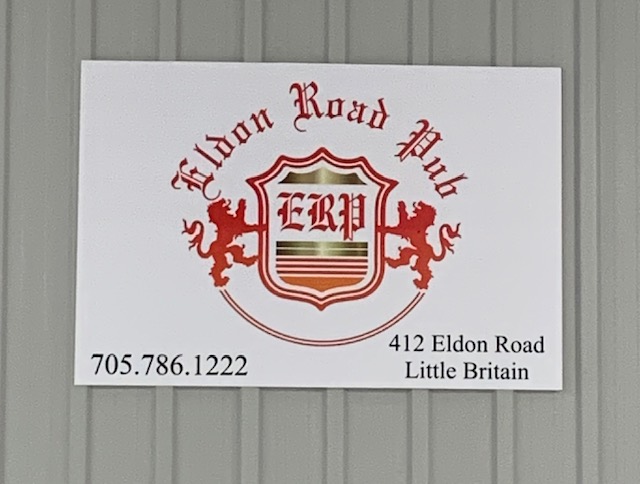 Eldon Road Pub
ERP
705.786.1222
412 Eldon Road
Little Britain